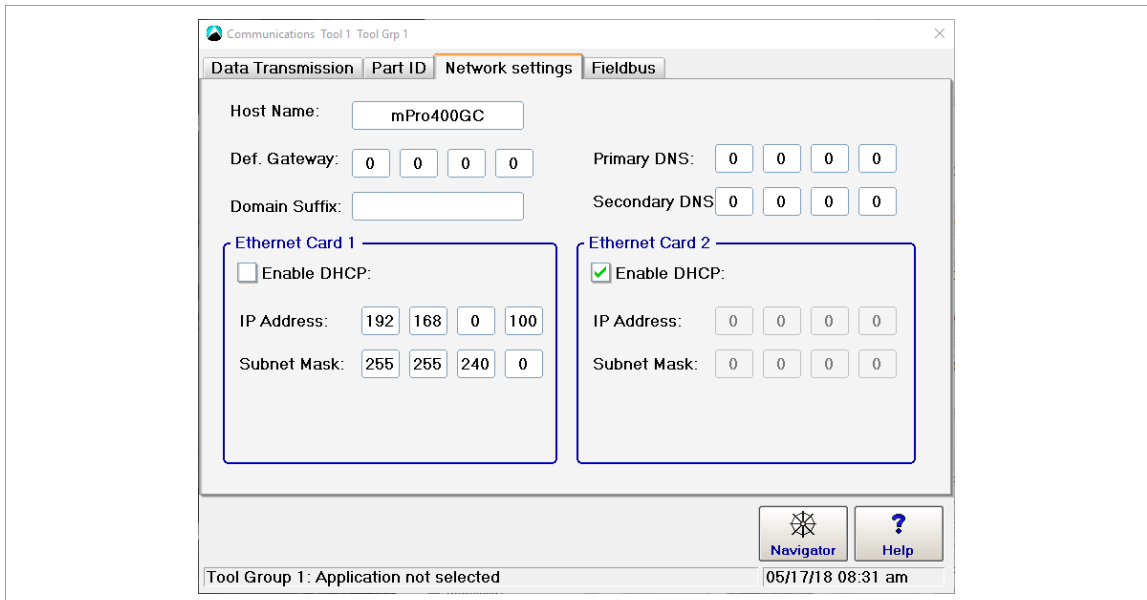 Communications Tool 1 Tool Grp 1
Data Transmission Part ID Network settings Fieldbus
Host Name: mPro400GC
Def. Gateway: 0 0 0 0 Primary DNS: 0 0 0 0
Domain Suffix: Secondary DNS 0 0 0 0
Ethernet Card 1 Ethernet Card 2
Enable DHCP: Enable DHCP:
IP Address: 192 168 0 100 IP Address: 0 0 0 0
Subnet Mask: 255 255 240 0 Subnet Mask: 0 0 0 0
? 
Navigator Help
Tool Group 1: Application not selected 05/17/18 08:31 am